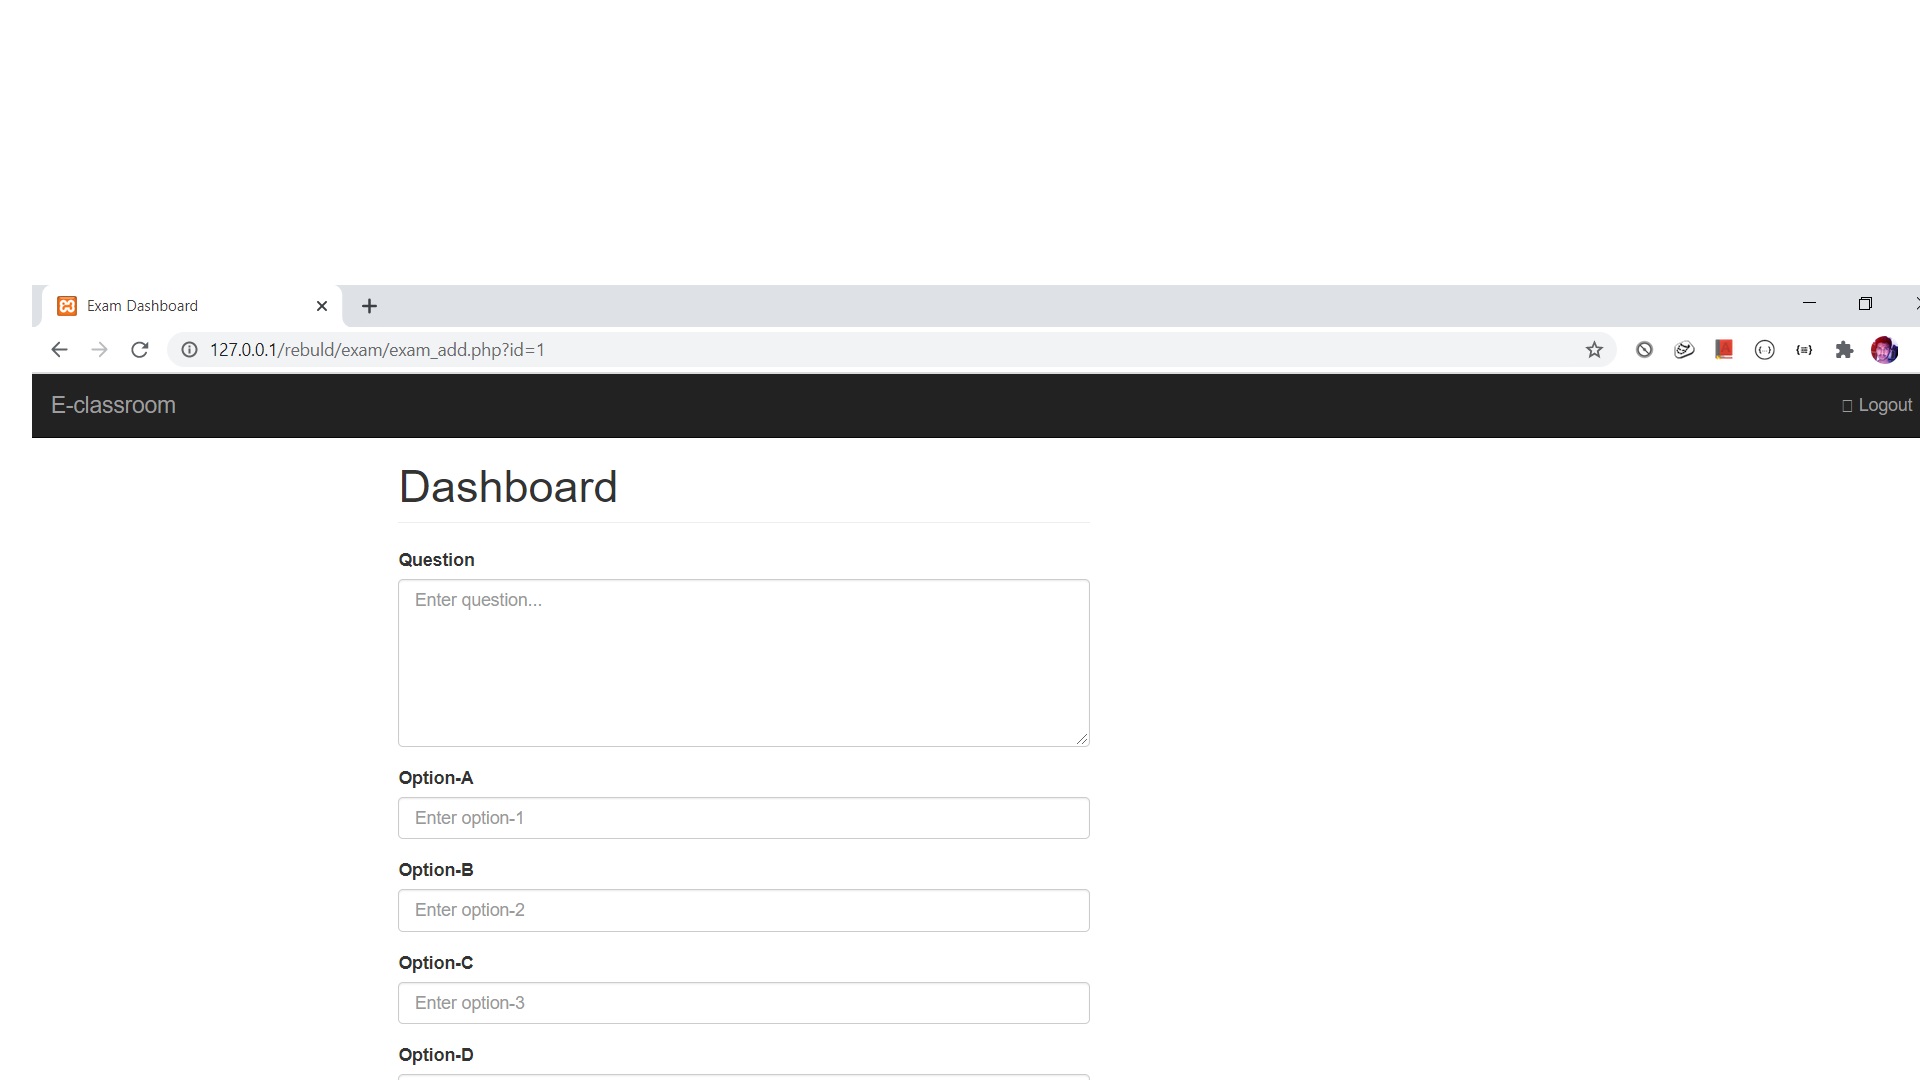 Exam Dashboard
127.0.0.1/rebuld/exam/exam_add.php?id=1
E-classroom
Logout
Dashboard
Question
Enter question...
Option-A
Enter option-1
Option-B
Enter option-2
Option-C
Enter option-3
Option-D